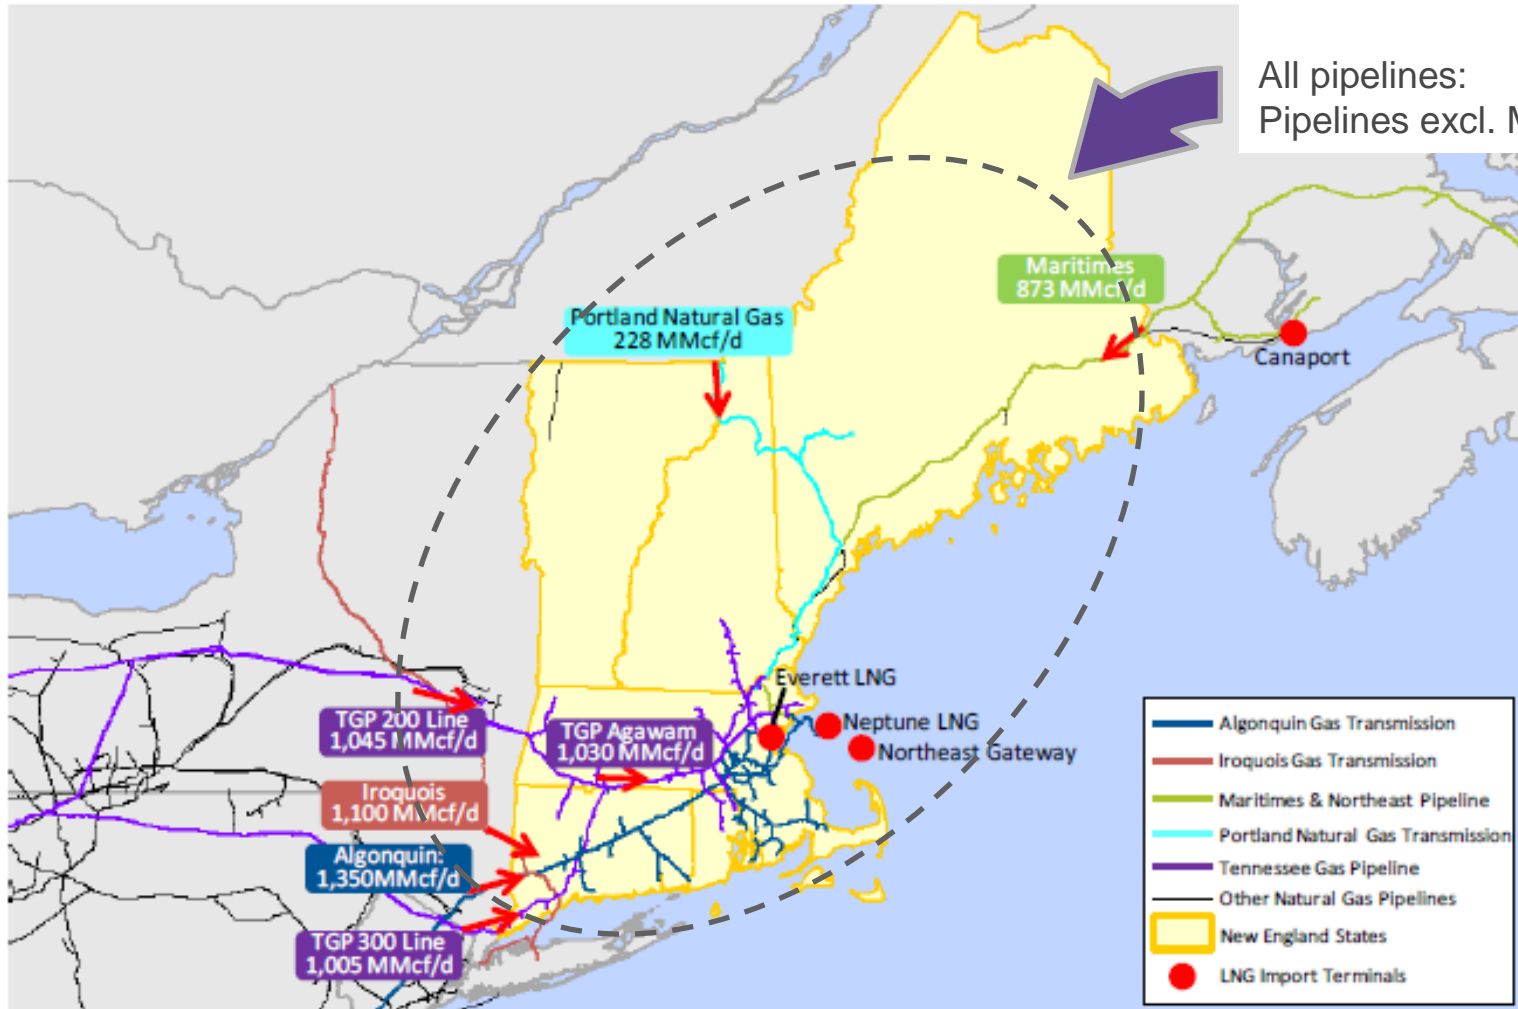 All pipelines:
Pipelines excl. M
Maritimes
873 MMcf/d
Portland Natural Gas
228 MMcf/d
Canaport
Everett LNG
Neptune LNG
Northeast Gateway
TGP 200 Line
1,045 MMcf/d
TGP Agawam
1,030 MMcf/d
Iroquois
1,100 MMcf/d
Algonquin:
1,350MMcf/d
TGP 300 Line
1,005 MMcf/d
Algonquin Gas Transmission
Iroquois Gas Transmission
Maritimes & Northeast Pipeline
Portland Natural Gas Transmission
Tennessee Gas Pipeline
Other Natural Gas Pipelines
New England States
LNG Import Terminals